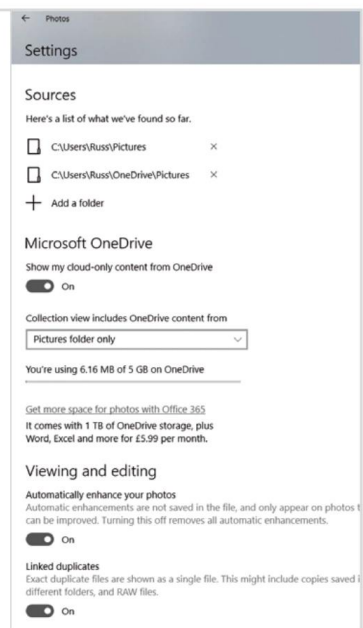 ← Photos
Settings
Sources
Here's a list of what we've found so far.
C:\Users\Russ\Pictures ×
C:\Users\Russ\OneDrive\Pictures ×
+ Add a folder
Microsoft OneDrive
Show my cloud-only content from OneDrive
On
Collection view includes OneDrive content from
Pictures folder only
You're using 6.16 MB of 5 GB on OneDrive
Get more space for photos with Office 365
It comes with 1 TB of OneDrive storage, plus
Word, Excel and more for £5.99 per month.
Viewing and editing
Automatically enhance your photos
Automatic enhancements are not saved in the file, and only appear on photos t
can be improved. Turning this off removes all automatic enhancements.
On
Linked duplicates
Exact duplicate files are shown as a single file. This might include copies saved i
different folders, and RAW files.
On